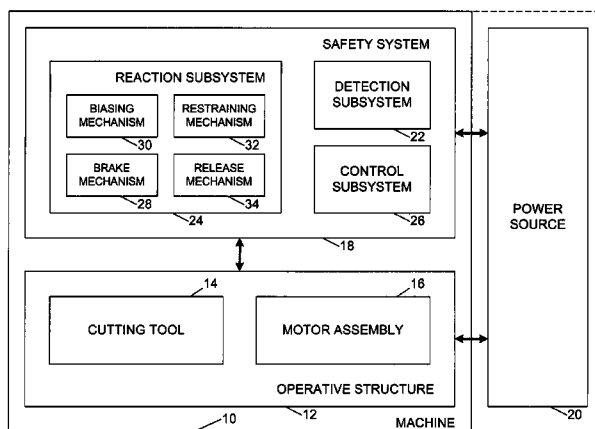 SAFETY SYSTEM
REACTION SUBSYSTEM
BIASING
MECHANISM
30
RESTRAINING
MECHANISM
32
BRAKE
MECHANISM
28
RELEASE
MECHANISM
34
24
DETECTION
SUBSYSTEM
22
CONTROL
SUBSYSTEM
26
18
POWER
SOURCE
20
14
CUTTING TOOL
16
MOTOR ASSEMBLY
OPERATIVE STRUCTURE
12
10
MACHINE